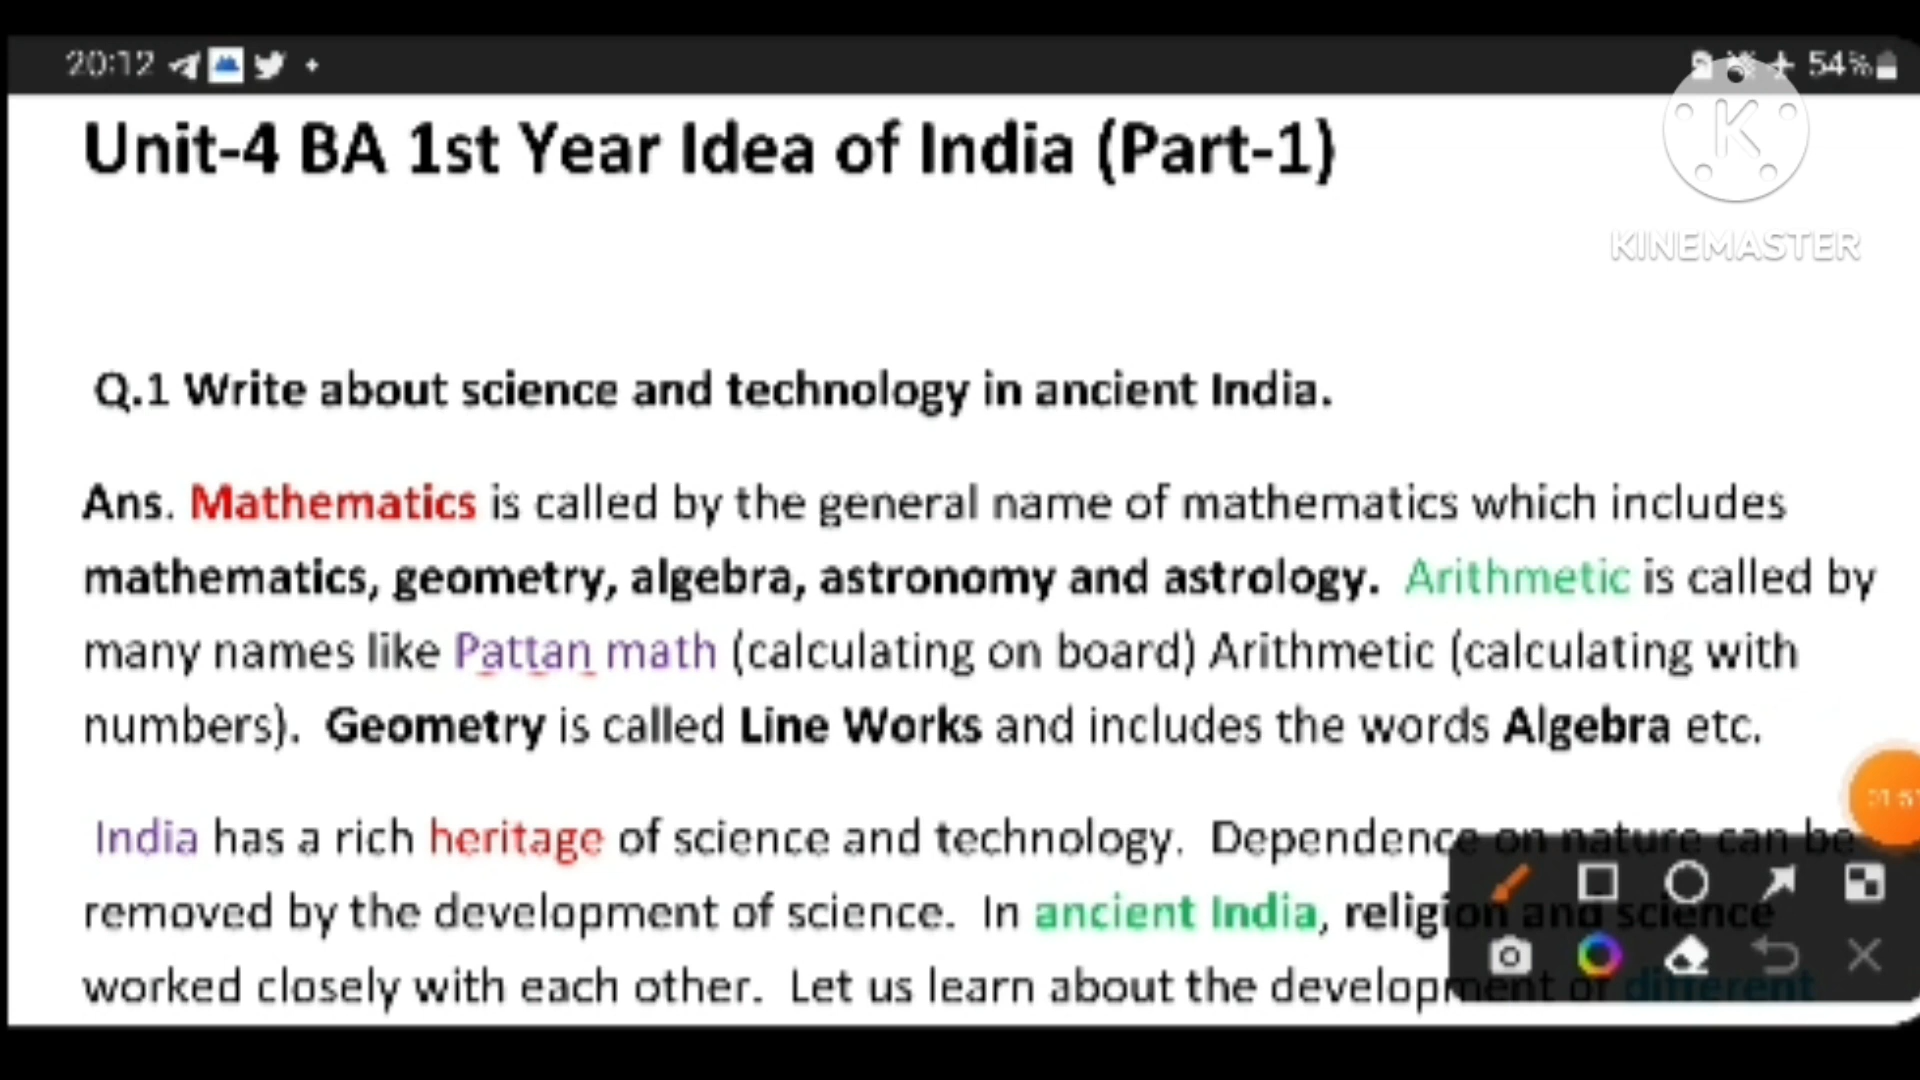 20:12
54%
KINEMASTER
Unit-4 BA 1st Year Idea of India (Part-1)
Q.1 Write about science and technology in ancient India.
Ans. Mathematics is called by the general name of mathematics which includes
mathematics, geometry, algebra, astronomy and astrology. Arithmetic is called by
many names like Pattan math (calculating on board) Arithmetic (calculating with
numbers). Geometry is called Line Works and includes the words Algebra etc.
India has a rich heritage of science and technology. Dependence on nature can be
removed by the development of science. In ancient India, religion and science
worked closely with each other. Let us learn about the development of different